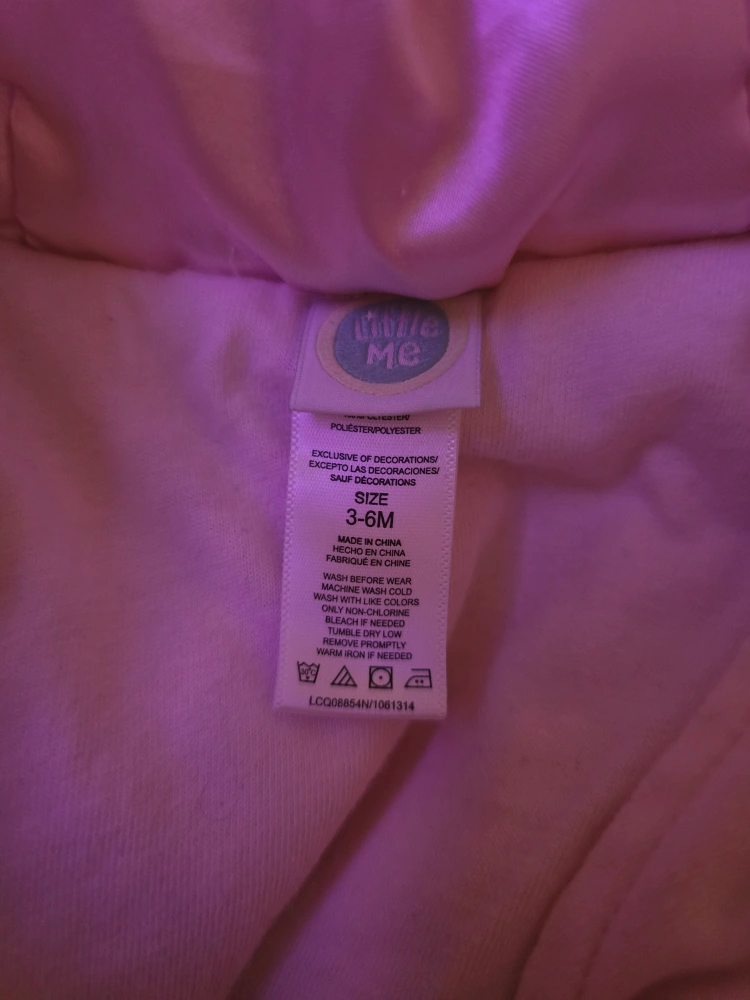 little
Me
POLIÉSTER/POLYESTER
EXCLUSIVE OF DECORATIONS/
EXCEPTO LAS DECORACIONES/
SAUF DÉCORATIONS
SIZE
3-6M
MADE IN CHINA
HECHO EN CHINA
FABRIQUÉ EN CHINE
WASH BEFORE WEAR
MACHINE WASH COLD
WASH WITH LIKE COLORS
ONLY NON-CHLORINE
BLEACH IF NEEDED
TUMBLE DRY LOW
REMOVE PROMPTLY
WARM IRON IF NEEDED
LCQ08854N/1061314